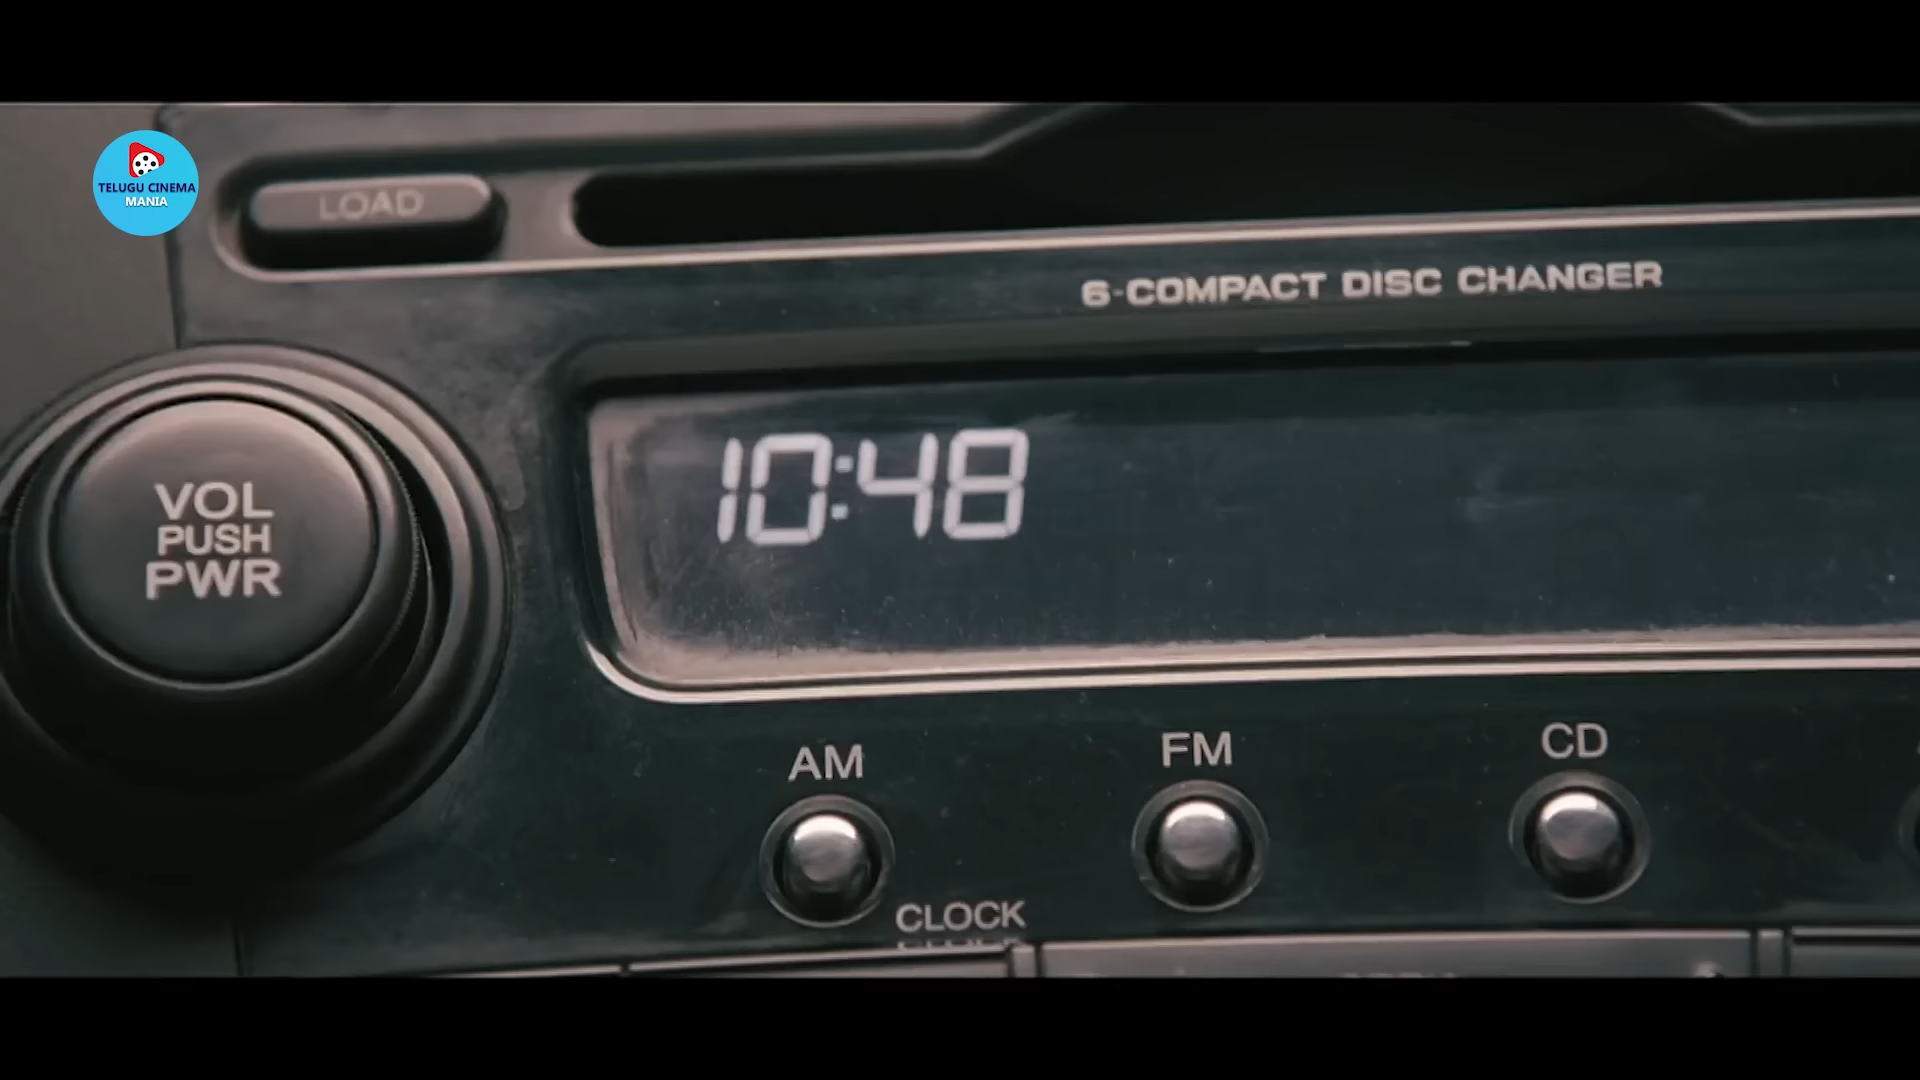 TELUGU CINEMA
MANIA
LOAD
6-COMPACT DISC CHANGER
10:48
VOL
PUSH
PWR
AM
FM
CD
CLOCK